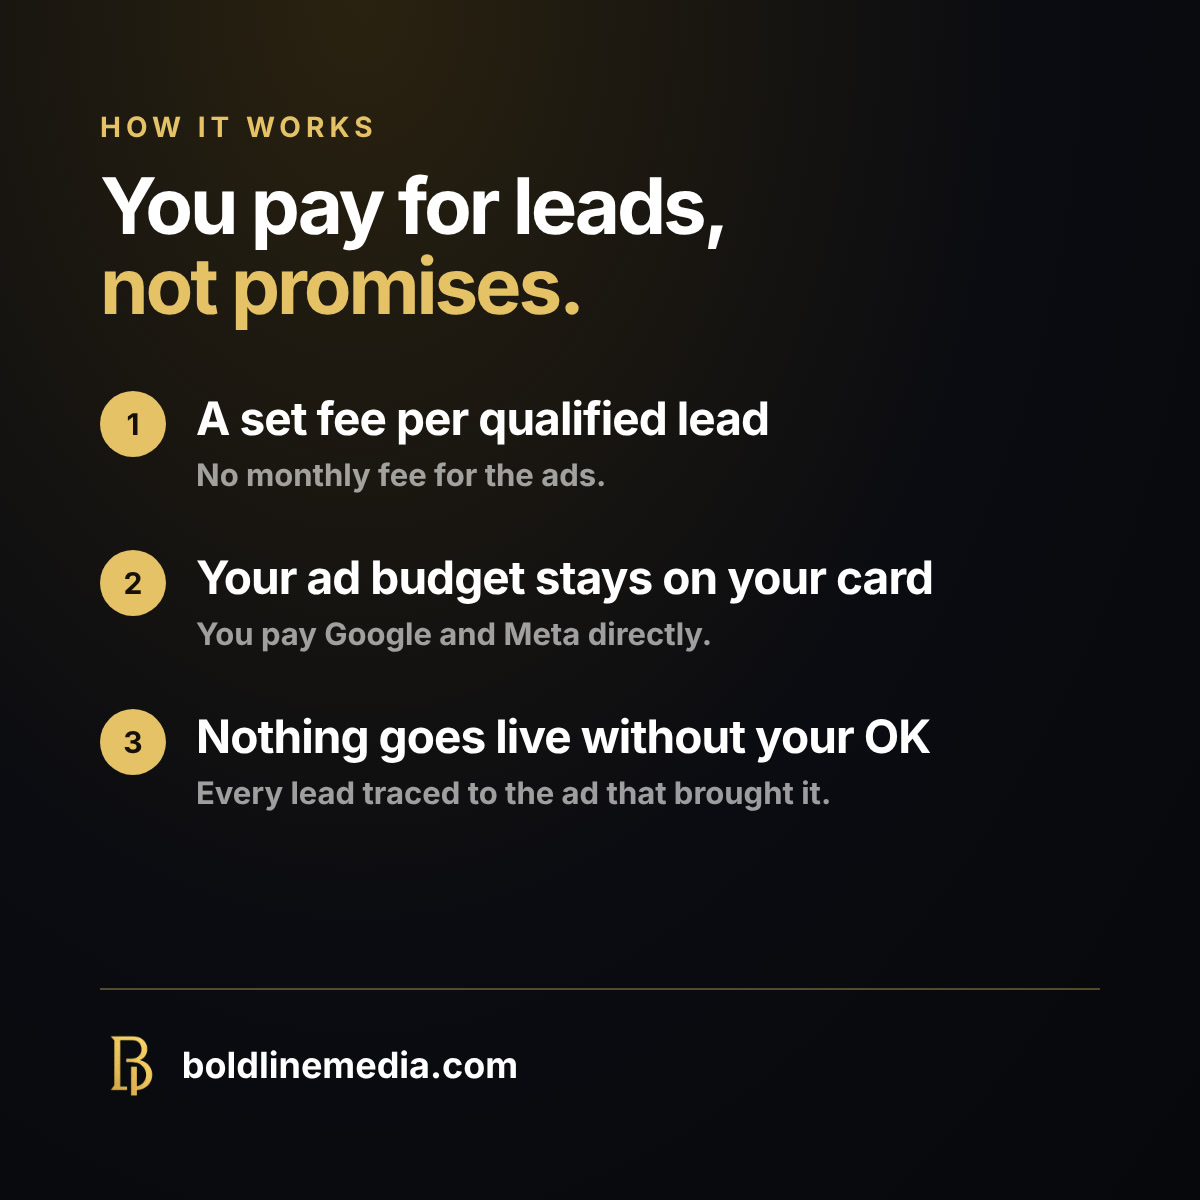 HOW IT WORKS
You pay for leads,
not promises.
1
A set fee per qualified lead
No monthly fee for the ads.
2
Your ad budget stays on your card
You pay Google and Meta directly.
3
Nothing goes live without your OK
Every lead traced to the ad that brought it.
boldlinemedia.com